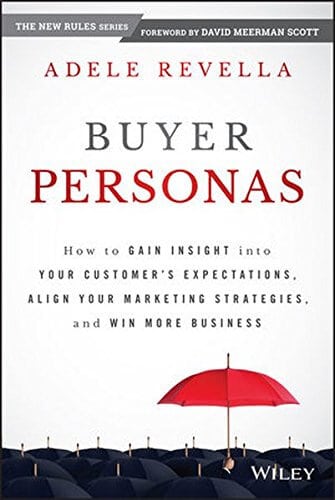 THE NEW RULES SERIES
FOREWORD BY DAVID MEERMAN SCOTT
ADELE REVELLA
BUYER
PERSONAS
How to GAIN INSIGHT into
YOUR CUSTOMER'S EXPECTATIONS,
ALIGN YOUR MARKETING STRATEGIES,
and WIN MORE BUSINESS
WILEY